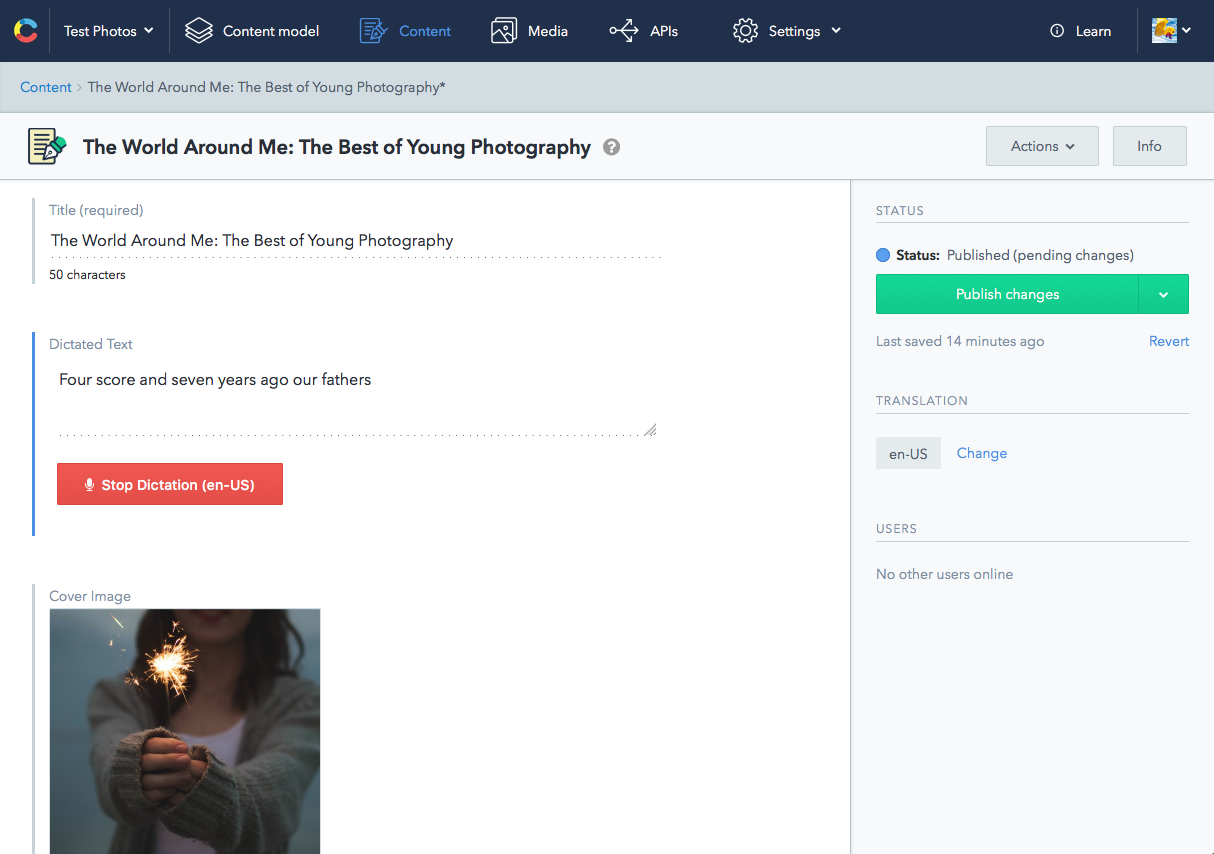 Test Photos
Content model
Content
Media
APIs
Settings
Learn
Content > The World Around Me: The Best of Young Photography*
The World Around Me: The Best of Young Photography ?
Actions
Info
Title (required)
The World Around Me: The Best of Young Photography
50 characters
Dictated Text
Four score and seven years ago our fathers
Stop Dictation (en-US)
Cover Image
STATUS
Status: Published (pending changes)
Publish changes
Last saved 14 minutes ago
Revert
TRANSLATION
en-US
Change
USERS
No other users online